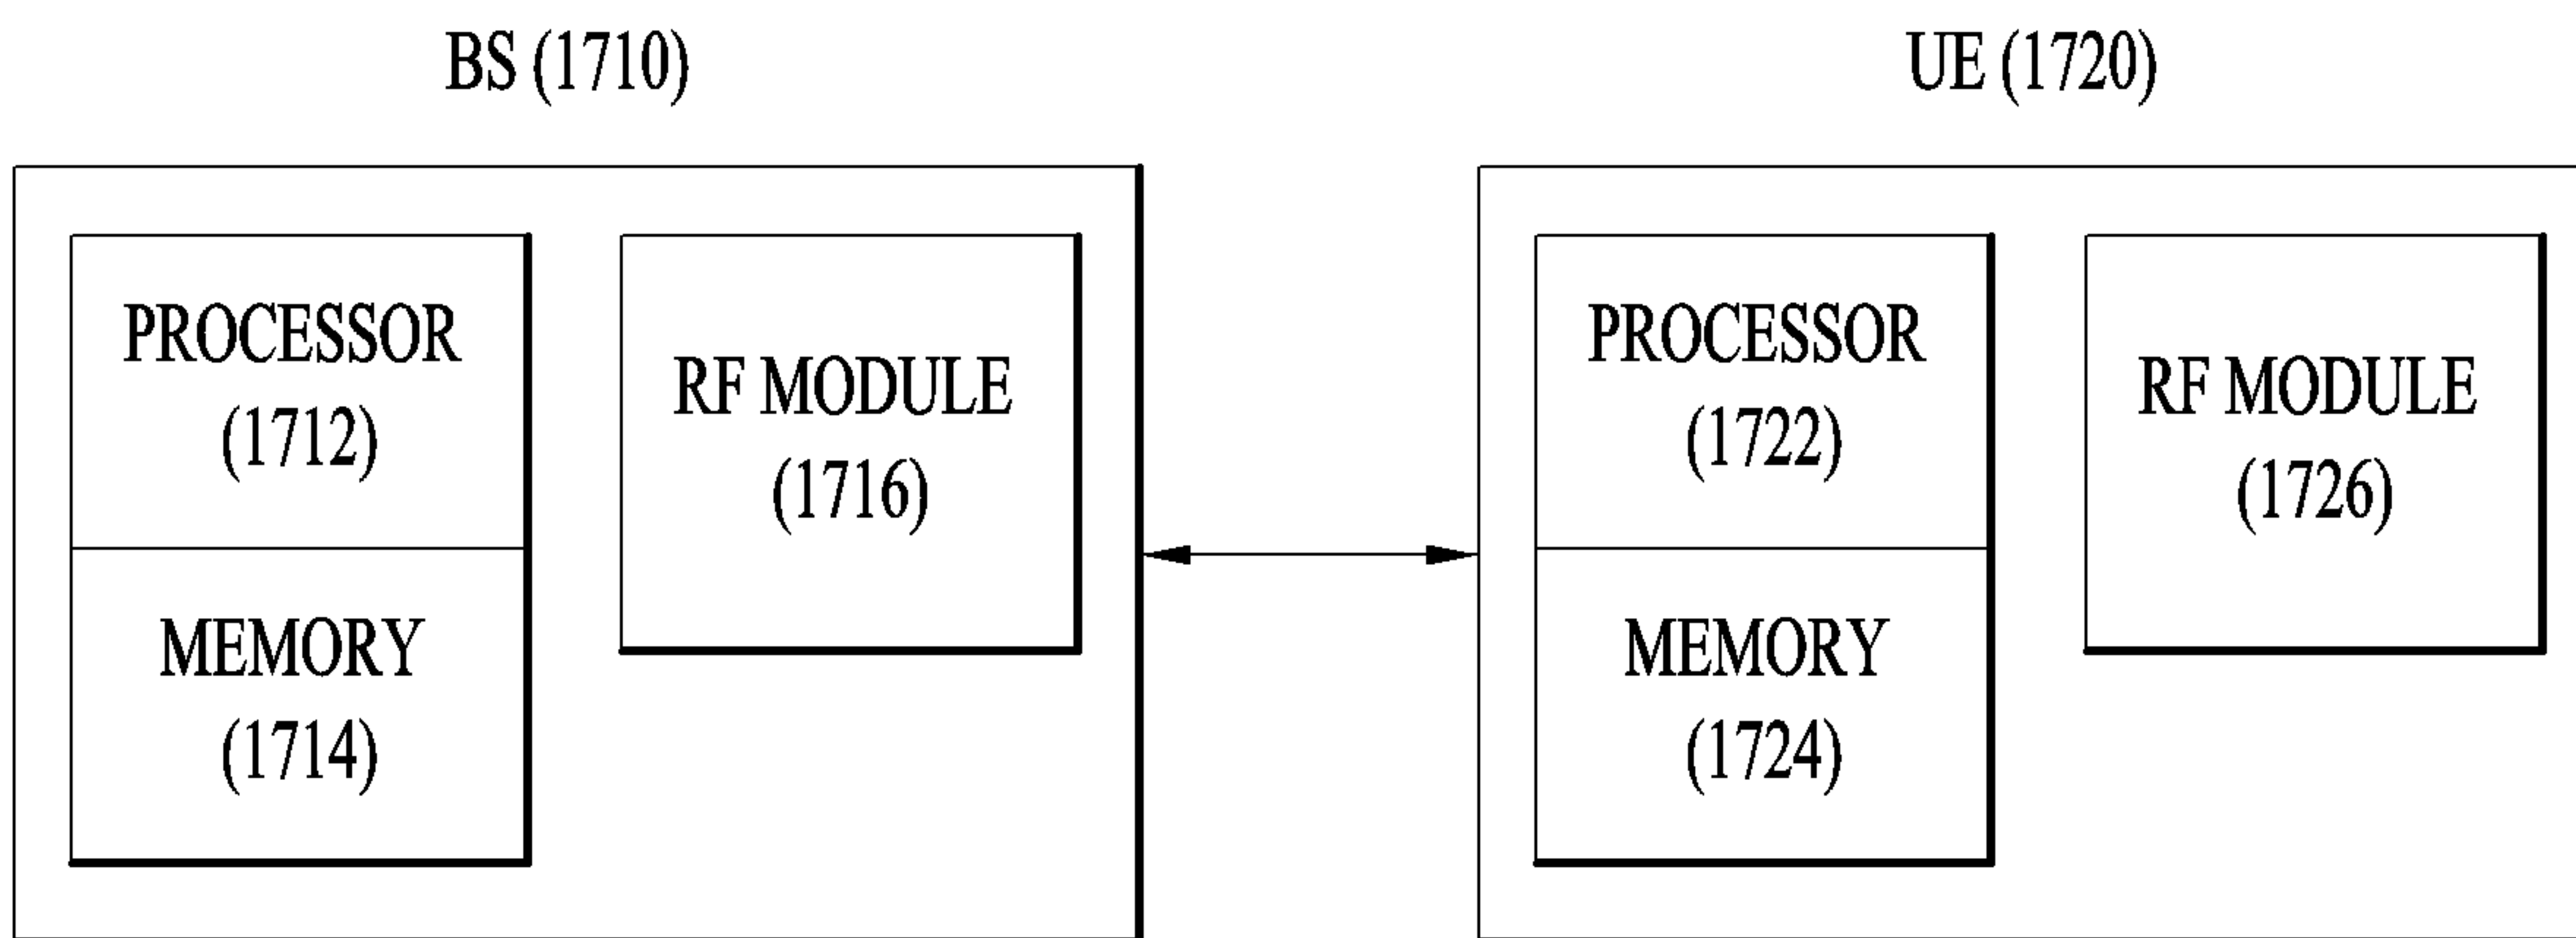 BS (1710)
PROCESSOR
(1712)
MEMORY
(1714)
RF MODULE
(1716)
UE (1720)
PROCESSOR
(1722)
MEMORY
(1724)
RF MODULE
(1726)